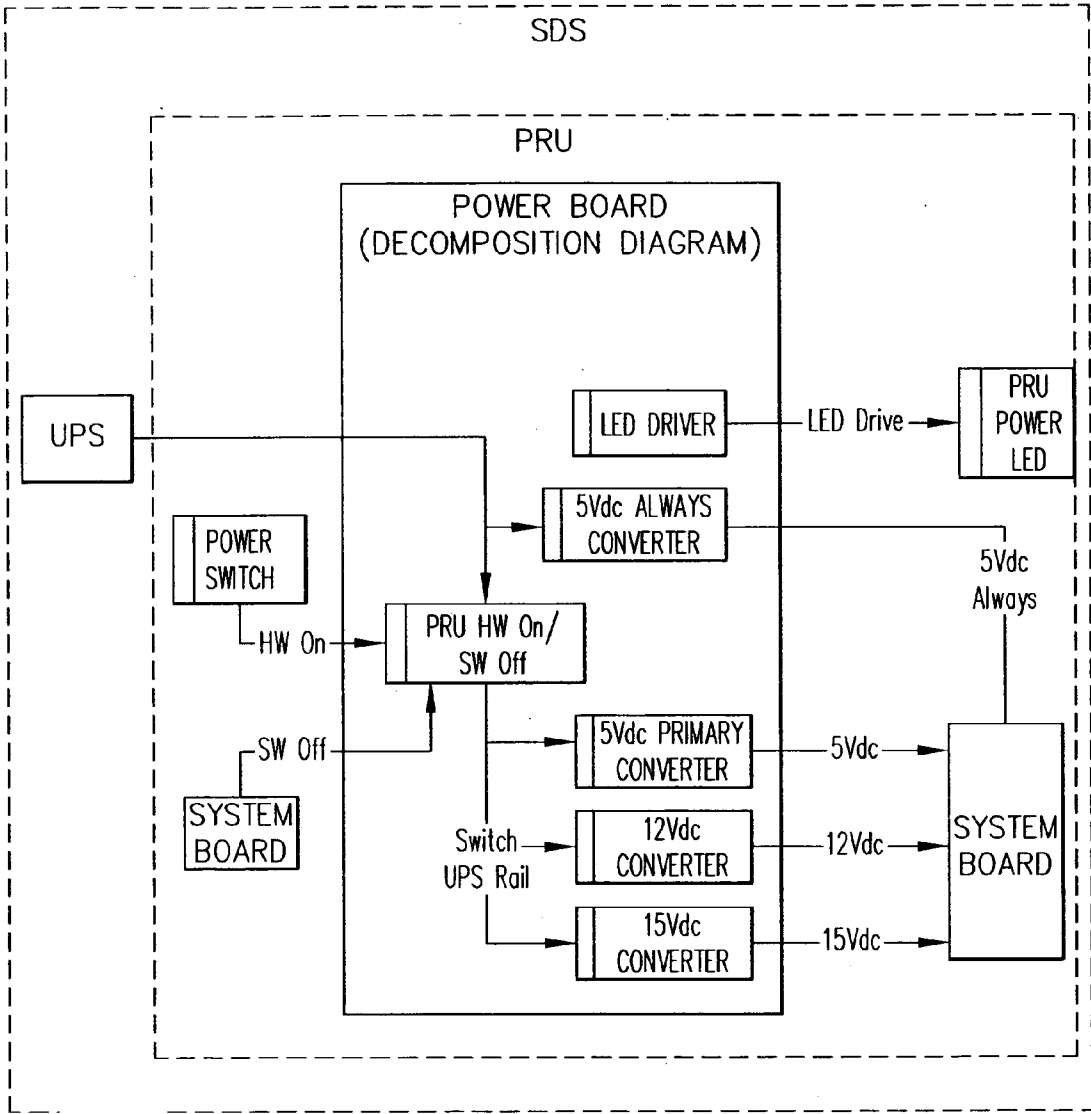 SDS
PRU
POWER BOARD
(DECOMPOSITION DIAGRAM)
UPS
LED DRIVER
LED Drive
PRU
POWER
LED
5Vdc ALWAYS
CONVERTER
5Vdc
Always
POWER
SWITCH
HW On
PRU HW On/
SW Off
SW Off
SYSTEM
BOARD
5Vdc PRIMARY
CONVERTER
5Vdc
Switch
UPS Rail
12Vdc
CONVERTER
12Vdc
15Vdc
CONVERTER
15Vdc
SYSTEM
BOARD